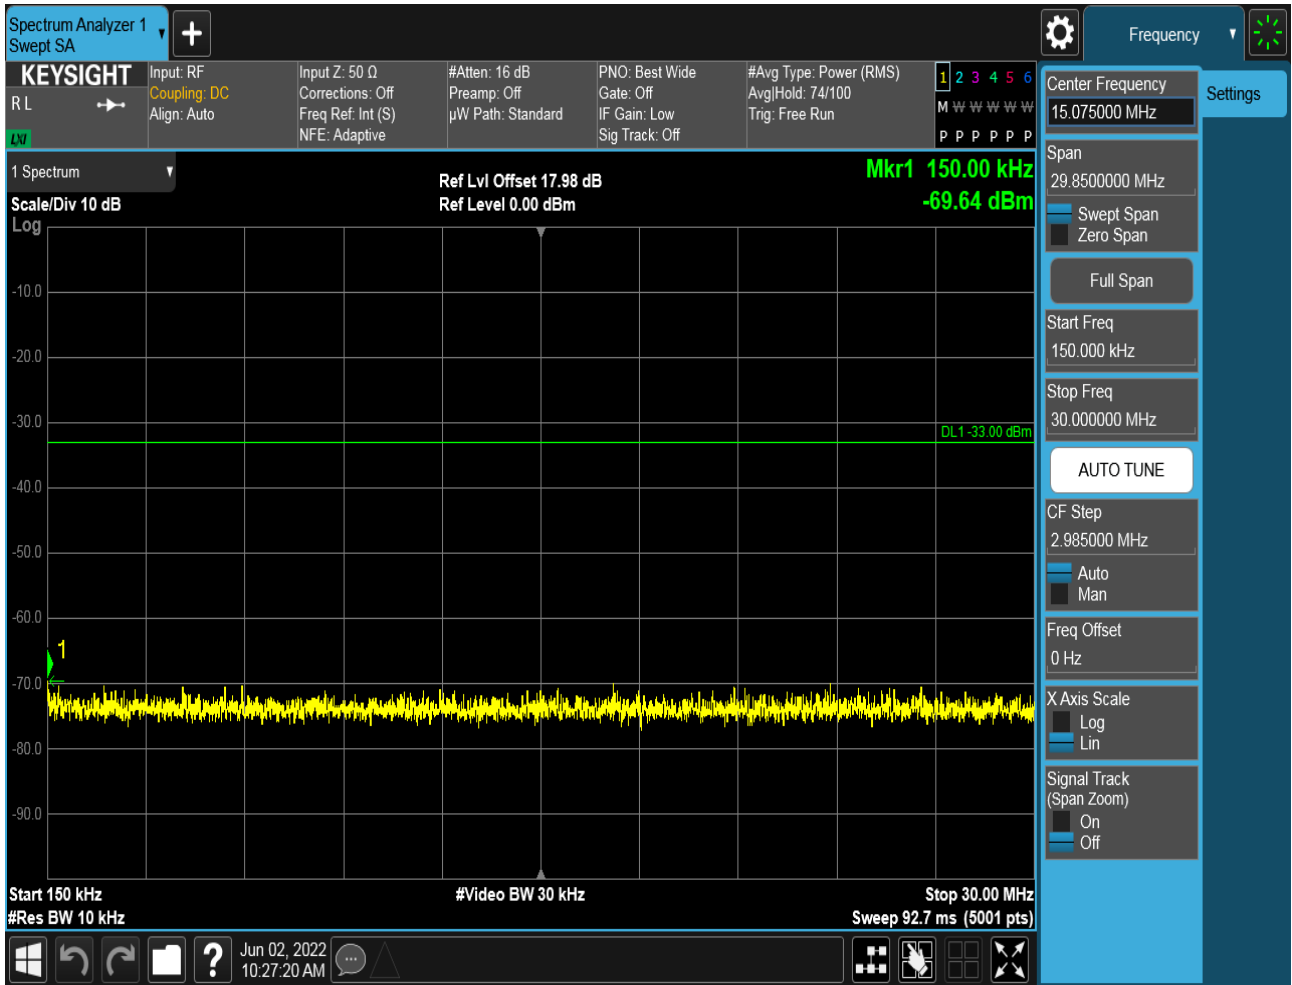 Spectrum Analyzer 1
Swept SA
Frequency
KEYSIGHT
R L
LXI
Input: RF
Coupling: DC
Align: Auto
Input Z: 50 Ω
Corrections: Off
Freq Ref: Int (S)
NFE: Adaptive
#Atten: 16 dB
Preamp: Off
µW Path: Standard
PNO: Best Wide
Gate: Off
IF Gain: Low
Sig Track: Off
#Avg Type: Power (RMS)
Avg|Hold: 74/100
Trig: Free Run
1 2 3 4 5 6
M W W W W W
P P P P P P
1 Spectrum
Scale/Div 10 dB
Log
Ref Lvl Offset 17.98 dB
Ref Level 0.00 dBm
Mkr1 150.00 kHz
-69.64 dBm
-10.0
-20.0
-30.0
DL1 -33.00 dBm
-40.0
-50.0
-60.0
1
-70.0
-80.0
-90.0
Start 150 kHz
#Video BW 30 kHz
Stop 30.00 MHz
#Res BW 10 kHz
Sweep 92.7 ms (5001 pts)
?
Jun 02, 2022
10:27:20 AM
Center Frequency
15.075000 MHz
Settings
Span
29.8500000 MHz
Swept Span
Zero Span
Full Span
Start Freq
150.000 kHz
Stop Freq
30.000000 MHz
AUTO TUNE
CF Step
2.985000 MHz
Auto
Man
Freq Offset
0 Hz
X Axis Scale
Log
Lin
Signal Track
(Span Zoom)
On
Off